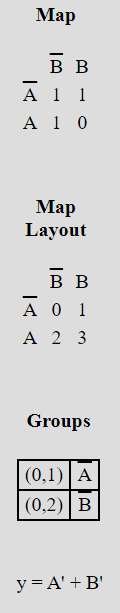 Map
B̅ B
A̅ 1 1
A 1 0
Map
Layout
B̅ B
A̅ 0 1
A 2 3
Groups
(0,1) A̅
(0,2) B̅
y = A' + B'